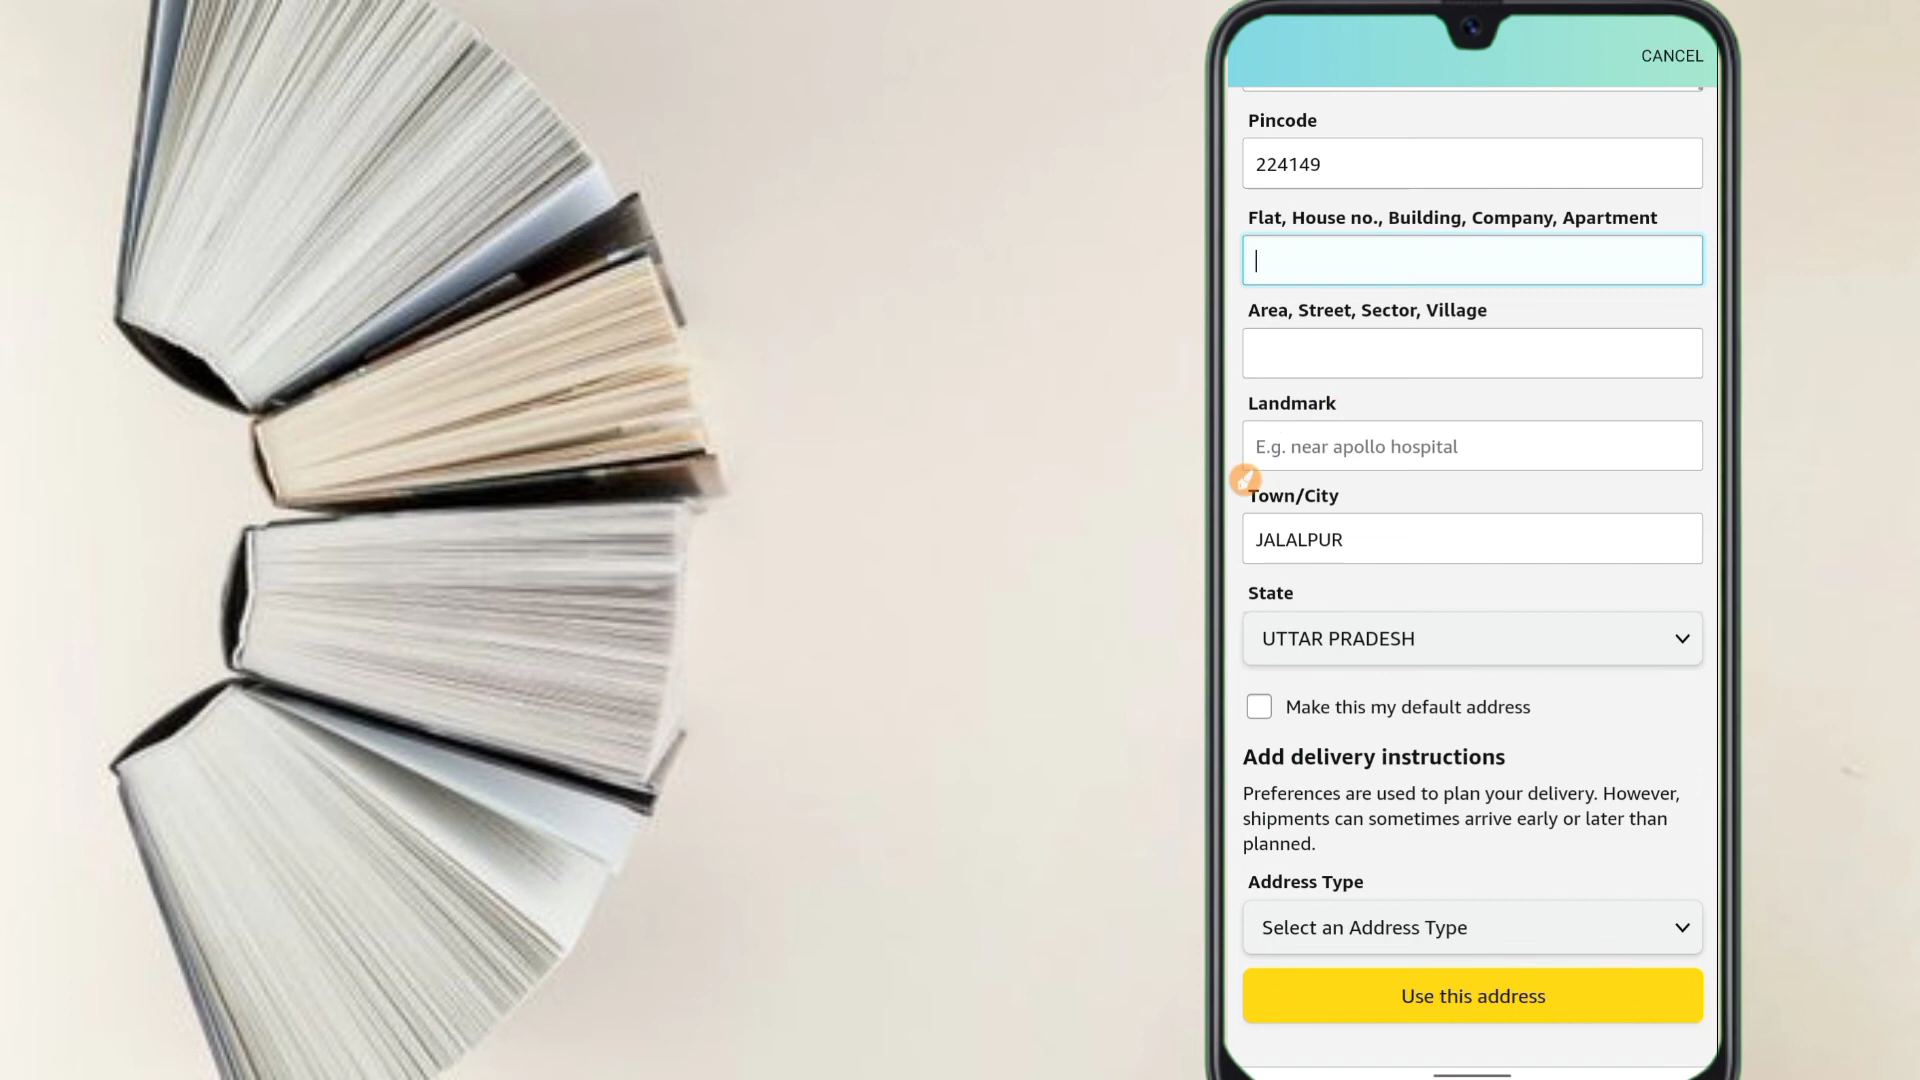 CANCEL
Pincode
224149
Flat, House no., Building, Company, Apartment
Area, Street, Sector, Village
Landmark
E.g. near apollo hospital
Town/City
JALALPUR
State
UTTAR PRADESH
Make this my default address
Add delivery instructions
Preferences are used to plan your delivery. However,
shipments can sometimes arrive early or later than
planned.
Address Type
Select an Address Type
Use this address